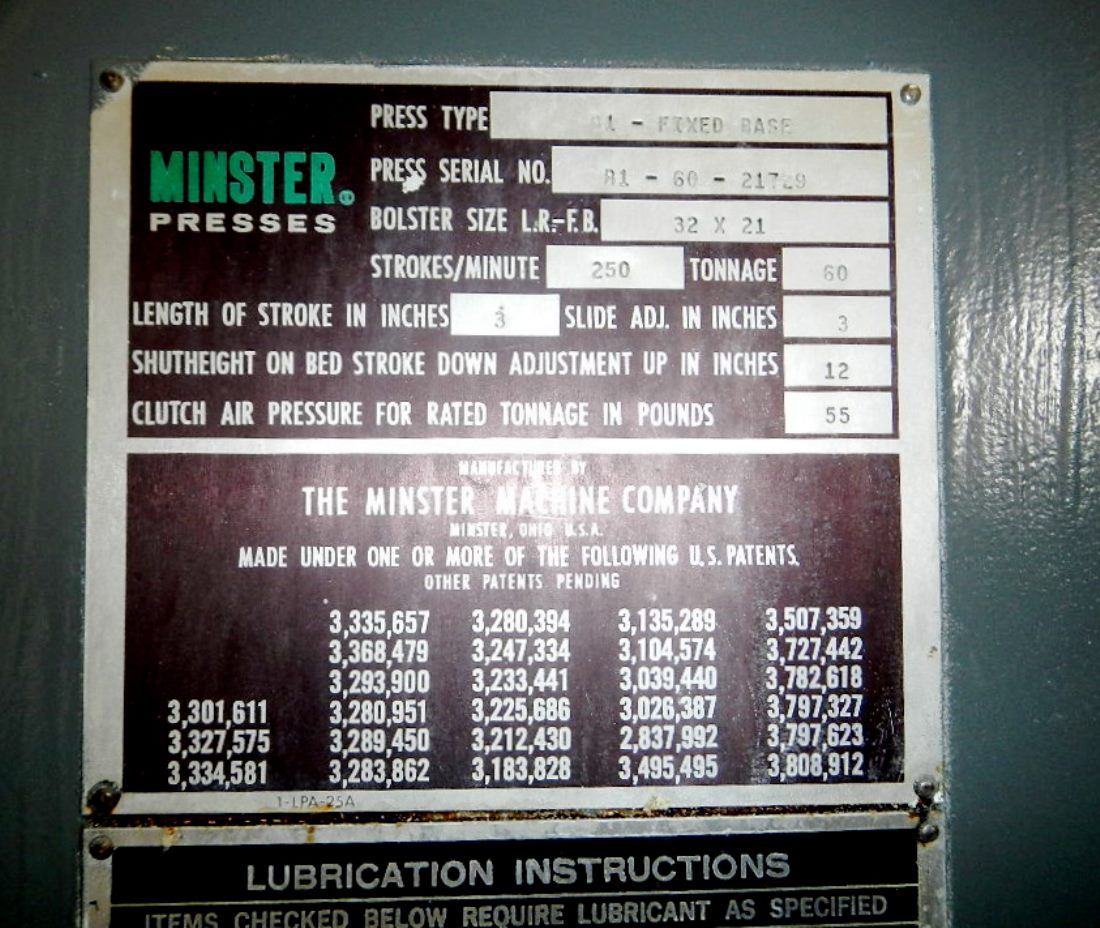 MINSTER®
PRESSES
PRESS TYPE 1 - FIXED BASE
PRESS SERIAL NO. - 60 -
BOLSTER SIZE L.R.-F.B. 32 X 21
STROKES/MINUTE 250 TONNAGE 60
LENGTH OF STROKE IN INCHES 3 SLIDE ADJ. IN INCHES 3
SHUTHEIGHT ON BED STROKE DOWN ADJUSTMENT UP IN INCHES 12
CLUTCH AIR PRESSURE FOR RATED TONNAGE IN POUNDS 55
MANUFACTURED BY
THE MINSTER MACHINE COMPANY
MINSTER, OHIO U.S.A.
MADE UNDER ONE OR MORE OF THE FOLLOWING U.S. PATENTS,
OTHER PATENTS PENDING
3,335,657 3,280,394 3,135,289 3,507,359
3,368,479 3,247,334 3,104,574 3,727,442
3,293,900 3,233,441 3,039,440 3,782,618
3,301,611 3,280,951 3,225,686 3,026,387 3,797,327
3,327,575 3,289,450 3,212,430 2,837,992 3,797,623
3,334,581 3,283,862 3,183,828 3,495,495 3,808,912
1-LPA-25A
LUBRICATION INSTRUCTIONS
ITEMS CHECKED BELOW REQUIRE LUBRICANT AS SPECIFIED